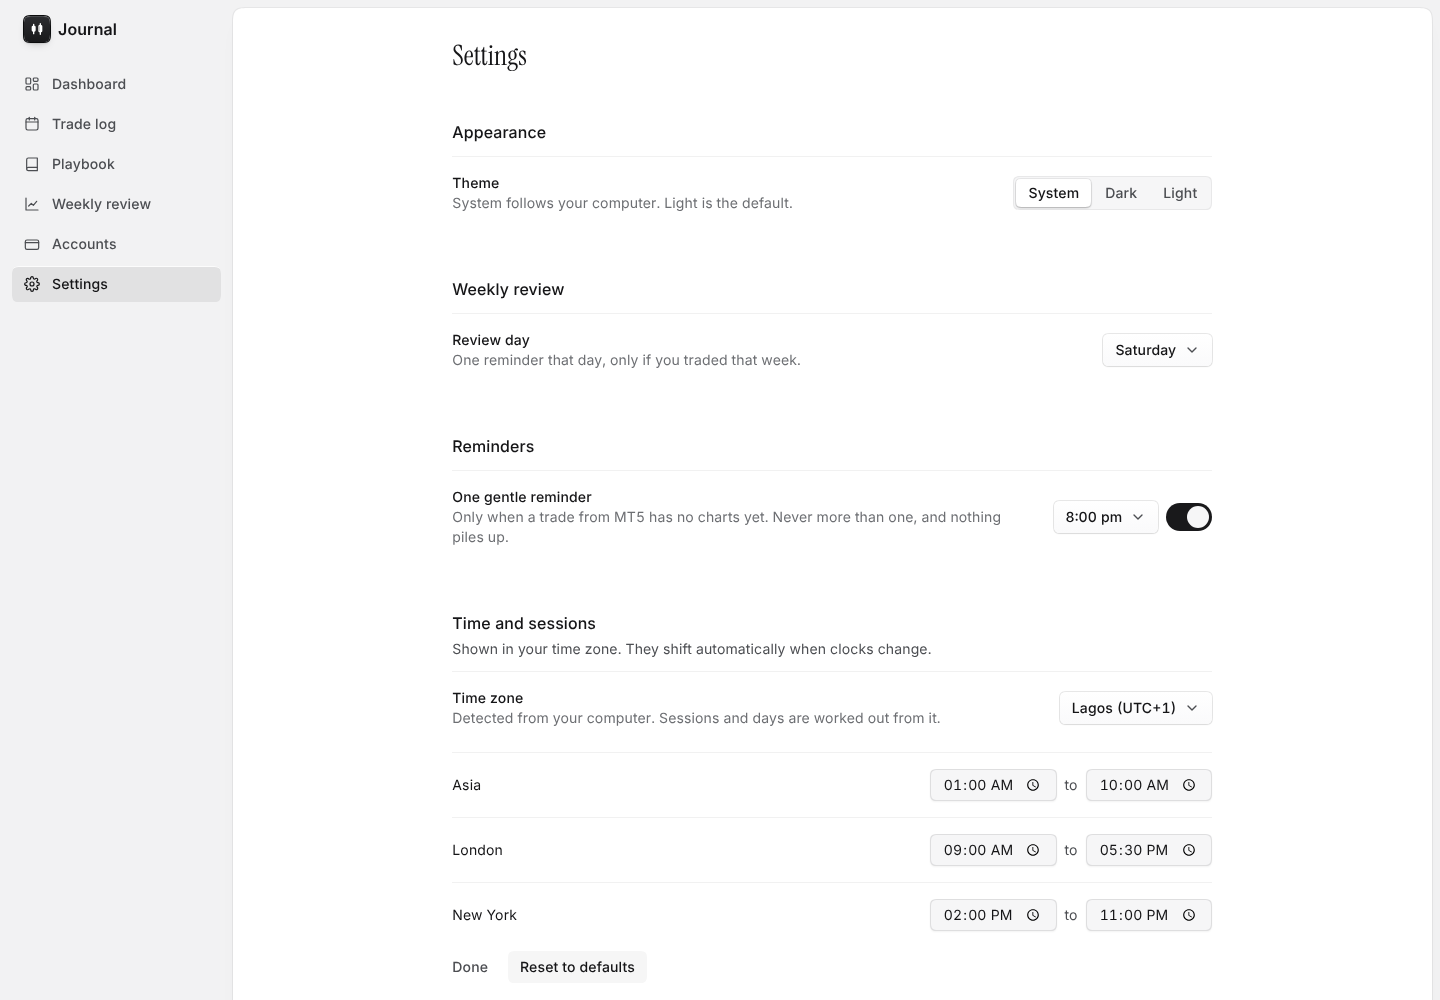 Journal
Dashboard
Trade log
Playbook
Weekly review
Accounts
Settings
Settings
Appearance
Theme
System follows your computer. Light is the default.
System Dark Light
Weekly review
Review day
One reminder that day, only if you traded that week.
Saturday
Reminders
One gentle reminder
Only when a trade from MT5 has no charts yet. Never more than one, and nothing
piles up.
8:00 pm
Time and sessions
Shown in your time zone. They shift automatically when clocks change.
Time zone
Detected from your computer. Sessions and days are worked out from it.
Lagos (UTC+1)
Asia 01:00 AM to 10:00 AM
London 09:00 AM to 05:30 PM
New York 02:00 PM to 11:00 PM
Done Reset to defaults